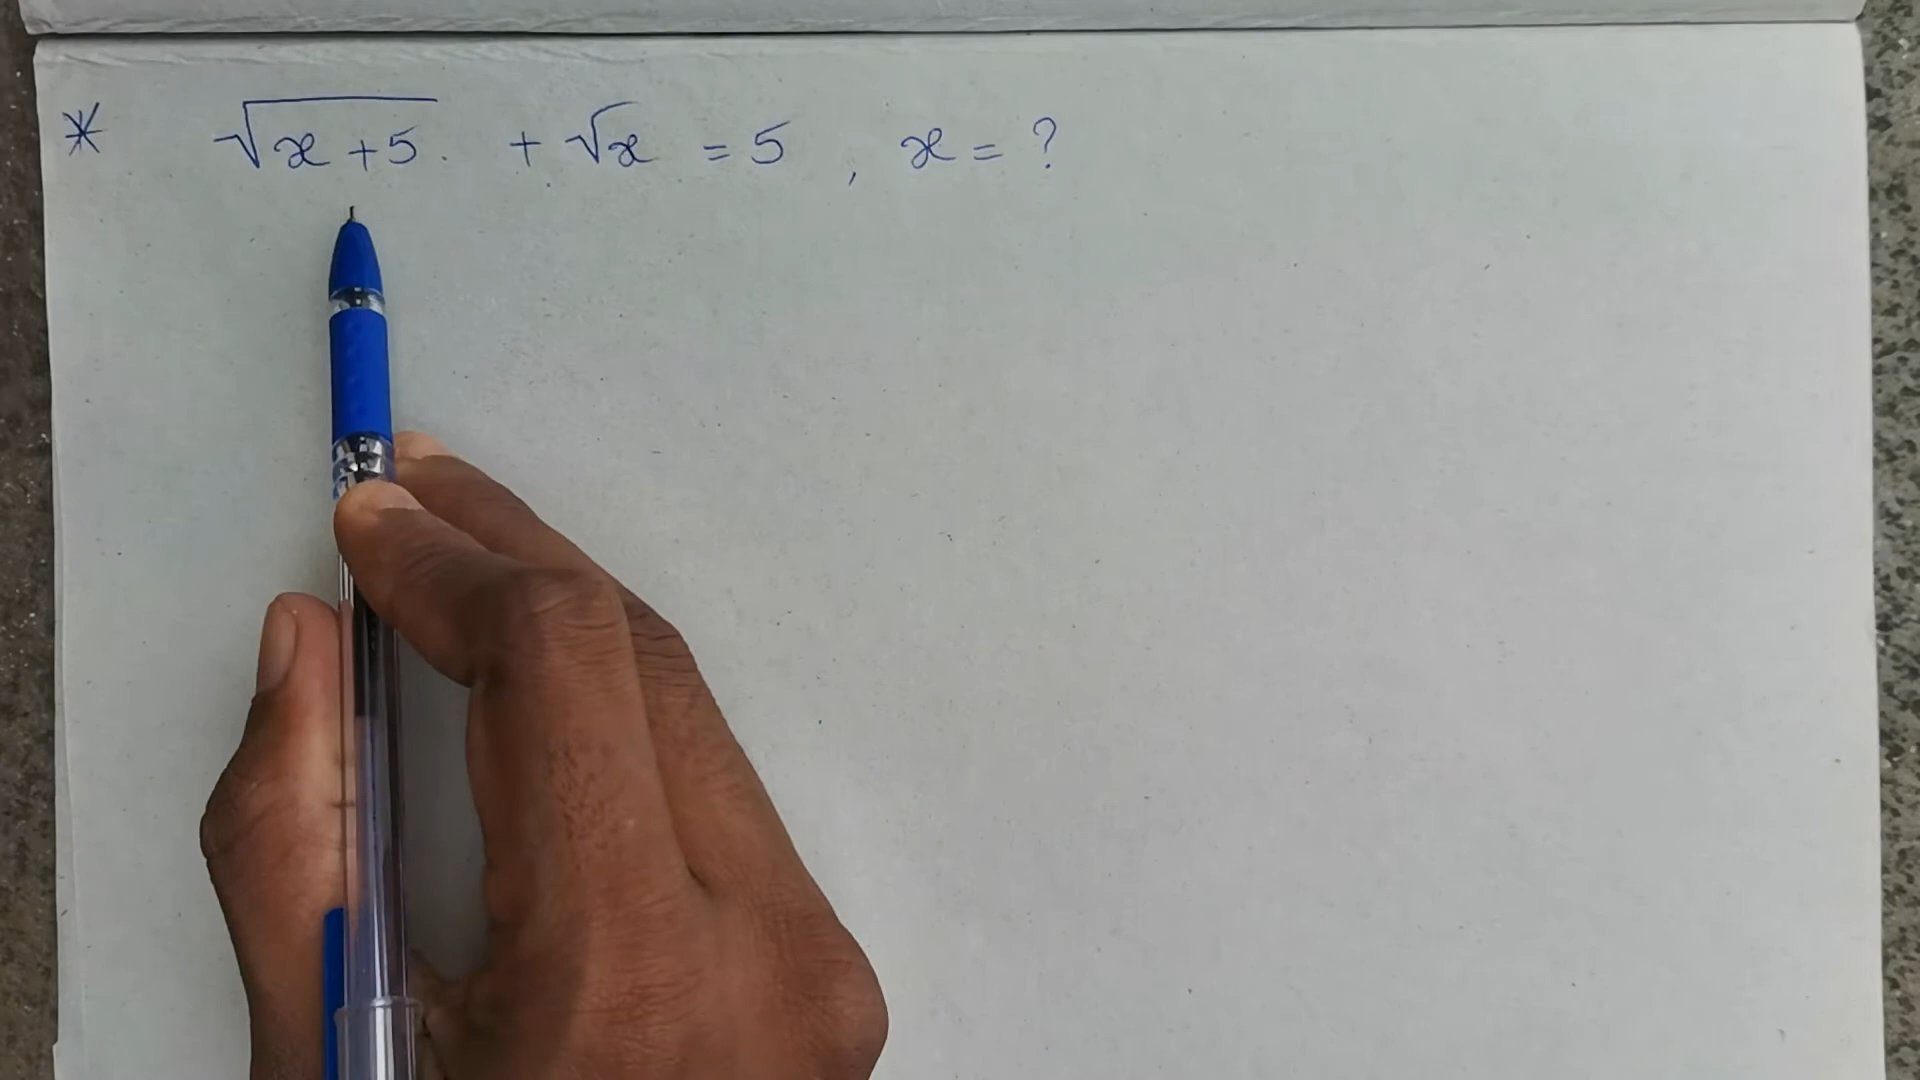 * √x+5 + √x = 5 , x = ?